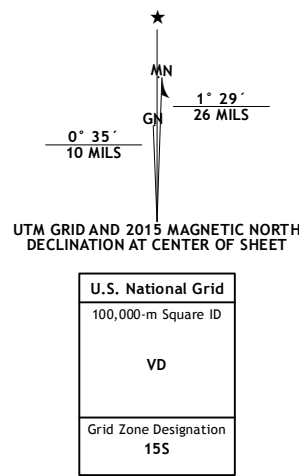 ★
MN
1° 29´
26 MILS
GN
0° 35´
10 MILS
UTM GRID AND 2015 MAGNETIC NORTH
DECLINATION AT CENTER OF SHEET
U.S. National Grid
100,000-m Square ID
VD
Grid Zone Designation
15S